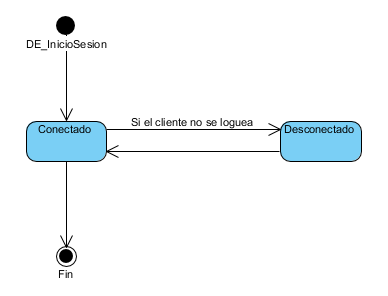 DE_InicioSesion
Conectado
Si el cliente no se loguea
Desconectado
Fin